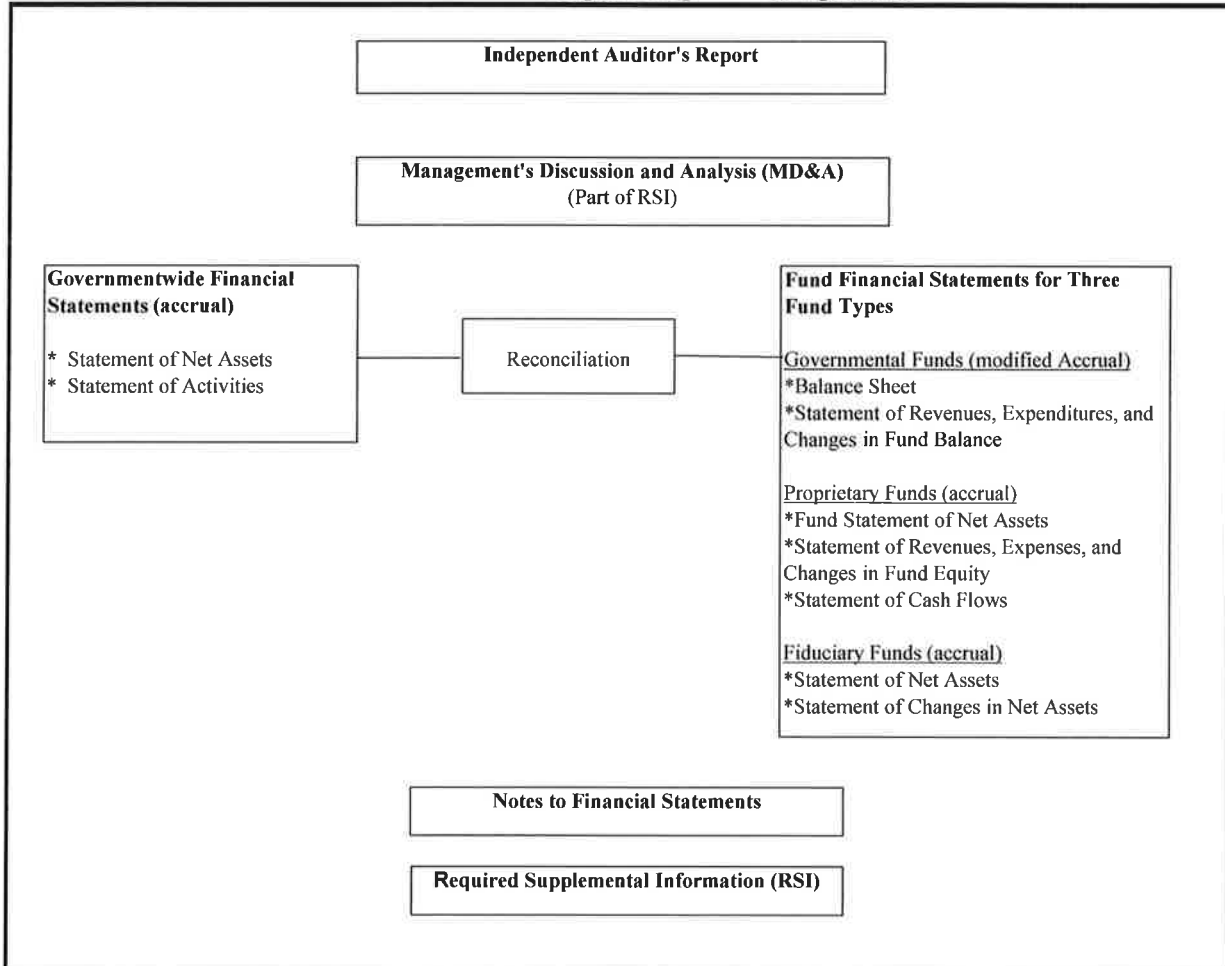 Independent Auditor's Report
Management's Discussion and Analysis (MD&A)
(Part of RSI)
Governmentwide Financial
Statements (accrual)
* Statement of Net Assets
* Statement of Activities
Reconciliation
Fund Financial Statements for Three
Fund Types
Governmental Funds (modified Accrual)
*Balance Sheet
*Statement of Revenues, Expenditures, and
Changes in Fund Balance
Proprietary Funds (accrual)
*Fund Statement of Net Assets
*Statement of Revenues, Expenses, and
Changes in Fund Equity
*Statement of Cash Flows
Fiduciary Funds (accrual)
*Statement of Net Assets
*Statement of Changes in Net Assets
Notes to Financial Statements
Required Supplemental Information (RSI)